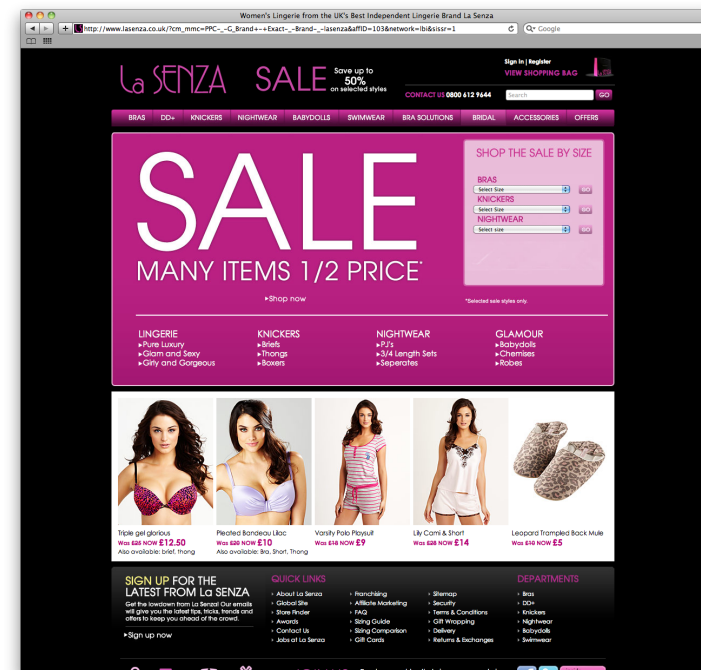 Women's Lingerie from the UK's Best Independent Lingerie Brand La Senza
http://www.lasenza.co.uk/?cm_mmc=PPC-_-G_Brand+-+Exact-_-Brand-_-lasenza&affID=103&network=lbi&sissr=1
Google
La SENZA
SALE
Save up to
50%
on selected styles
Sign In | Register
VIEW SHOPPING BAG
CONTACT US 0800 612 9644
Search
GO
BRAS DD+ KNICKERS NIGHTWEAR BABYDOLLS SWIMWEAR BRA SOLUTIONS BRIDAL ACCESSORIES OFFERS
SALE
MANY ITEMS 1/2 PRICE*
Shop now
SHOP THE SALE BY SIZE
BRAS
Select Size GO
KNICKERS
Select Size GO
NIGHTWEAR
Select size GO
*Selected sale styles only.
LINGERIE
Pure Luxury
Glam and Sexy
Girly and Gorgeous
KNICKERS
Briefs
Thongs
Boxers
NIGHTWEAR
PJ's
3/4 Length Sets
Seperates
GLAMOUR
Babydolls
Chemises
Robes
Triple gel glorious
Was £25 NOW £12.50
Also available: brief, thong
Pleated Bandeau Lilac
Was £20 NOW £10
Also available: Bra, Short, Thong
Varsity Polo Playsuit
Was £18 NOW £9
Lily Cami & Short
Was £28 NOW £14
Leopard Trampled Back Mule
Was £10 NOW £5
SIGN UP FOR THE
LATEST FROM La SENZA
Get the lowdown from La Senza! Our emails
will give you the latest tips, tricks, trends and
offers to keep you ahead of the crowd.
Sign up now
QUICK LINKS
About La Senza
Global Site
Store Finder
Awards
Contact Us
Jobs at La Senza
Franchising
Affiliate Marketing
FAQ
Sizing Guide
Sizing Comparison
Gift Cards
Sitemap
Security
Terms & Conditions
Gift Wrapping
Delivery
Returns & Exchanges
DEPARTMENTS
Bras
DD+
Knickers
Nightwear
Babydolls
Swimwear